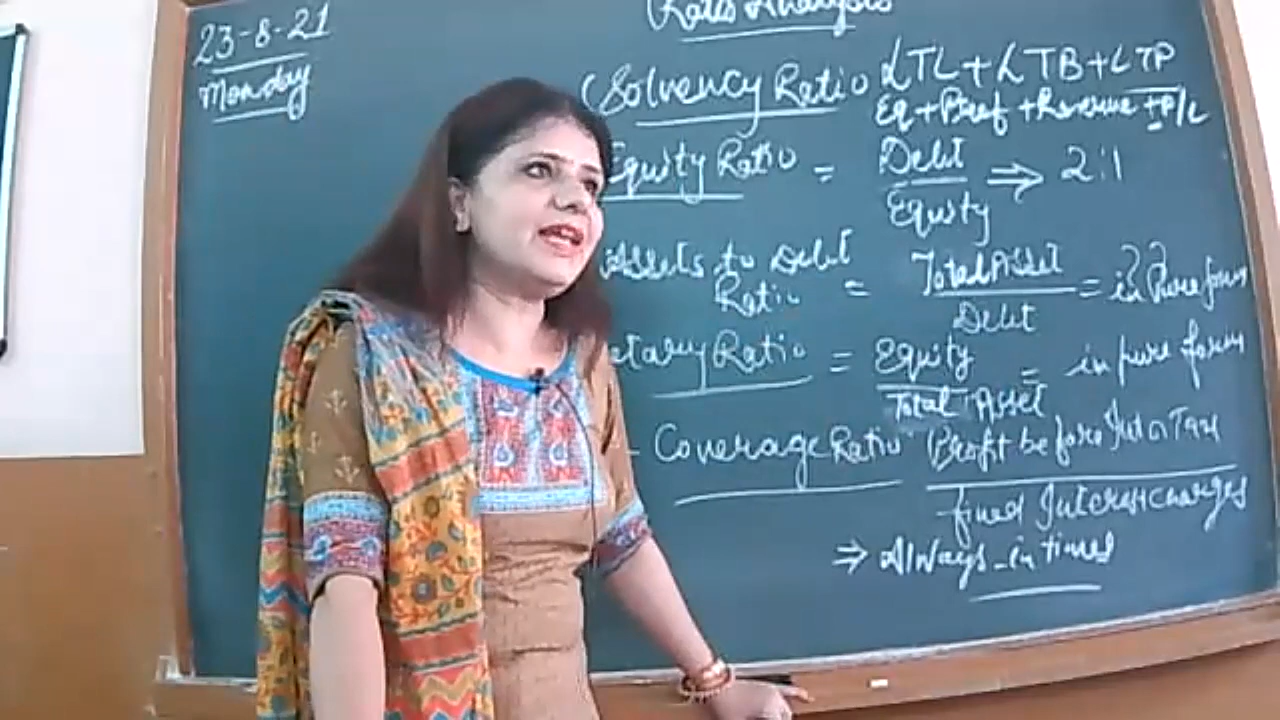 23-8-21
Monday
Ratio Analysis
(Solvency Ratio
LTL + LTB + LTP
Eq + Pref + Reserve + P/L
Equity Ratio = Debt / Equity ⇒ 2:1
Assets to Debt Ratio = Total Asset / Debt = in Pure form
etary Ratio = Equity / Total Asset = in pure form
- Coverage Ratio Profit before Int n Tax / fixed Interest charges
⇒ Always in times